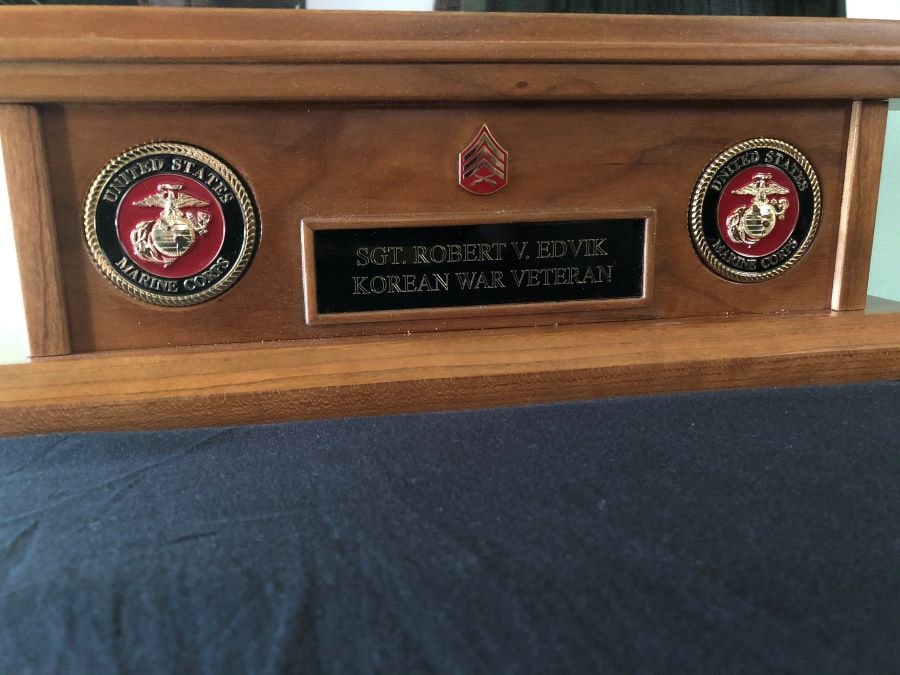 UNITED STATES
MARINE CORPS
SGT. ROBERT V. EDVIK
KOREAN WAR VETERAN
UNITED STATES
MARINE CORPS